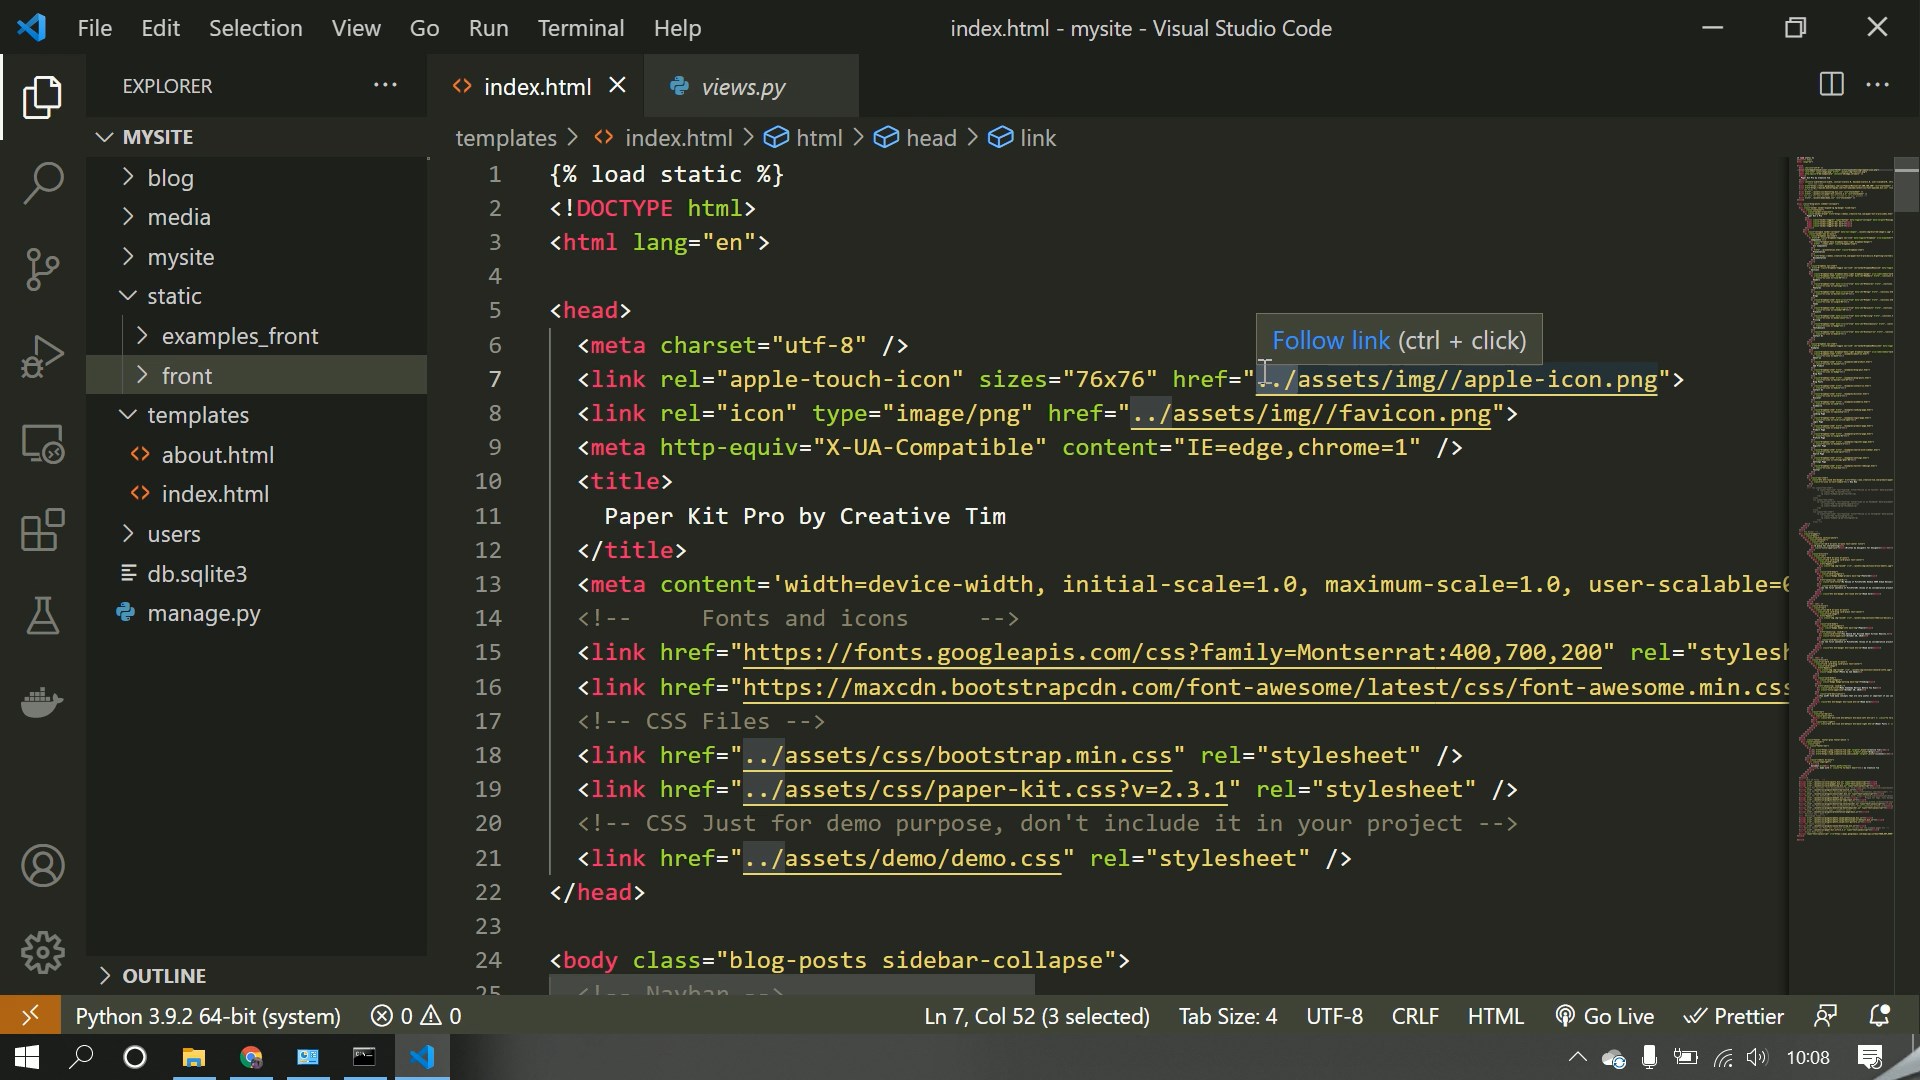 File Edit Selection View Go Run Terminal Help
index.html - mysite - Visual Studio Code
EXPLORER
MYSITE
blog
media
mysite
static
examples_front
front
templates
about.html
index.html
users
db.sqlite3
manage.py
OUTLINE
index.html
views.py
templates > index.html > html > head > link
1 {% load static %}
2 <!DOCTYPE html>
3 <html lang="en">
4
5 <head>
Follow link (ctrl + click)
6 <meta charset="utf-8" />
7 <link rel="apple-touch-icon" sizes="76x76" href="../assets/img//apple-icon.png">
8 <link rel="icon" type="image/png" href="../assets/img//favicon.png">
9 <meta http-equiv="X-UA-Compatible" content="IE=edge,chrome=1" />
10 <title>
11 Paper Kit Pro by Creative Tim
12 </title>
13 <meta content='width=device-width, initial-scale=1.0, maximum-scale=1.0, user-scalable=
14 <!-- Fonts and icons -->
15 <link href="https://fonts.googleapis.com/css?family=Montserrat:400,700,200" rel="stylesh
16 <link href="https://maxcdn.bootstrapcdn.com/font-awesome/latest/css/font-awesome.min.css
17 <!-- CSS Files -->
18 <link href="../assets/css/bootstrap.min.css" rel="stylesheet" />
19 <link href="../assets/css/paper-kit.css?v=2.3.1" rel="stylesheet" />
20 <!-- CSS Just for demo purpose, don't include it in your project -->
21 <link href="../assets/demo/demo.css" rel="stylesheet" />
22 </head>
23
24 <body class="blog-posts sidebar-collapse">
25 <!-- Navbar -->
Python 3.9.2 64-bit (system) 0 0 Ln 7, Col 52 (3 selected) Tab Size: 4 UTF-8 CRLF HTML Go Live Prettier
10:08